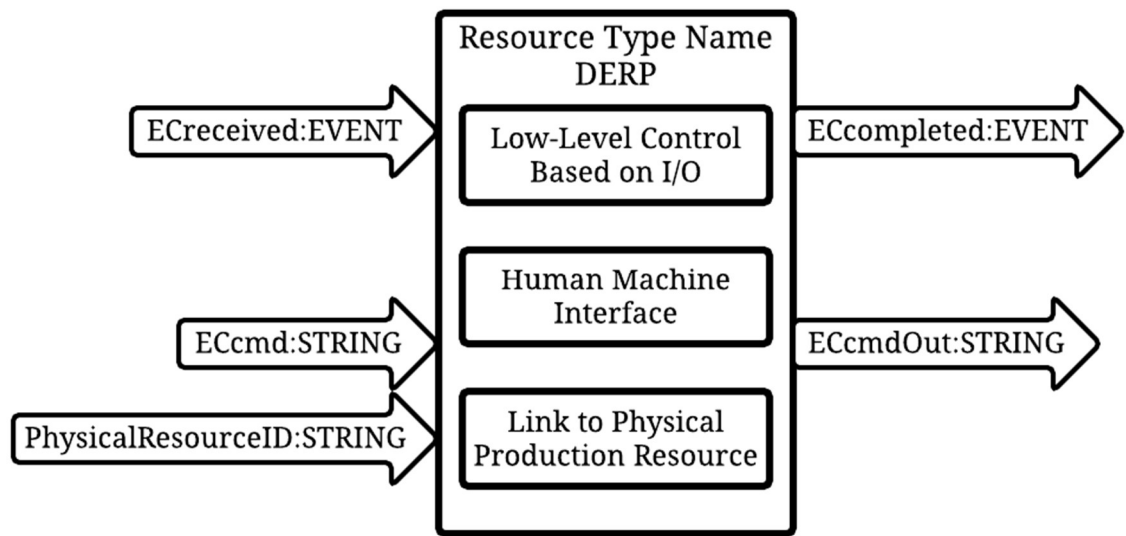 Resource Type Name
DERP
ECreceived:EVENT
Low-Level Control
Based on I/O
ECcompleted:EVENT
Human Machine
Interface
ECcmd:STRING
ECcmdOut:STRING
PhysicalResourceID:STRING
Link to Physical
Production Resource